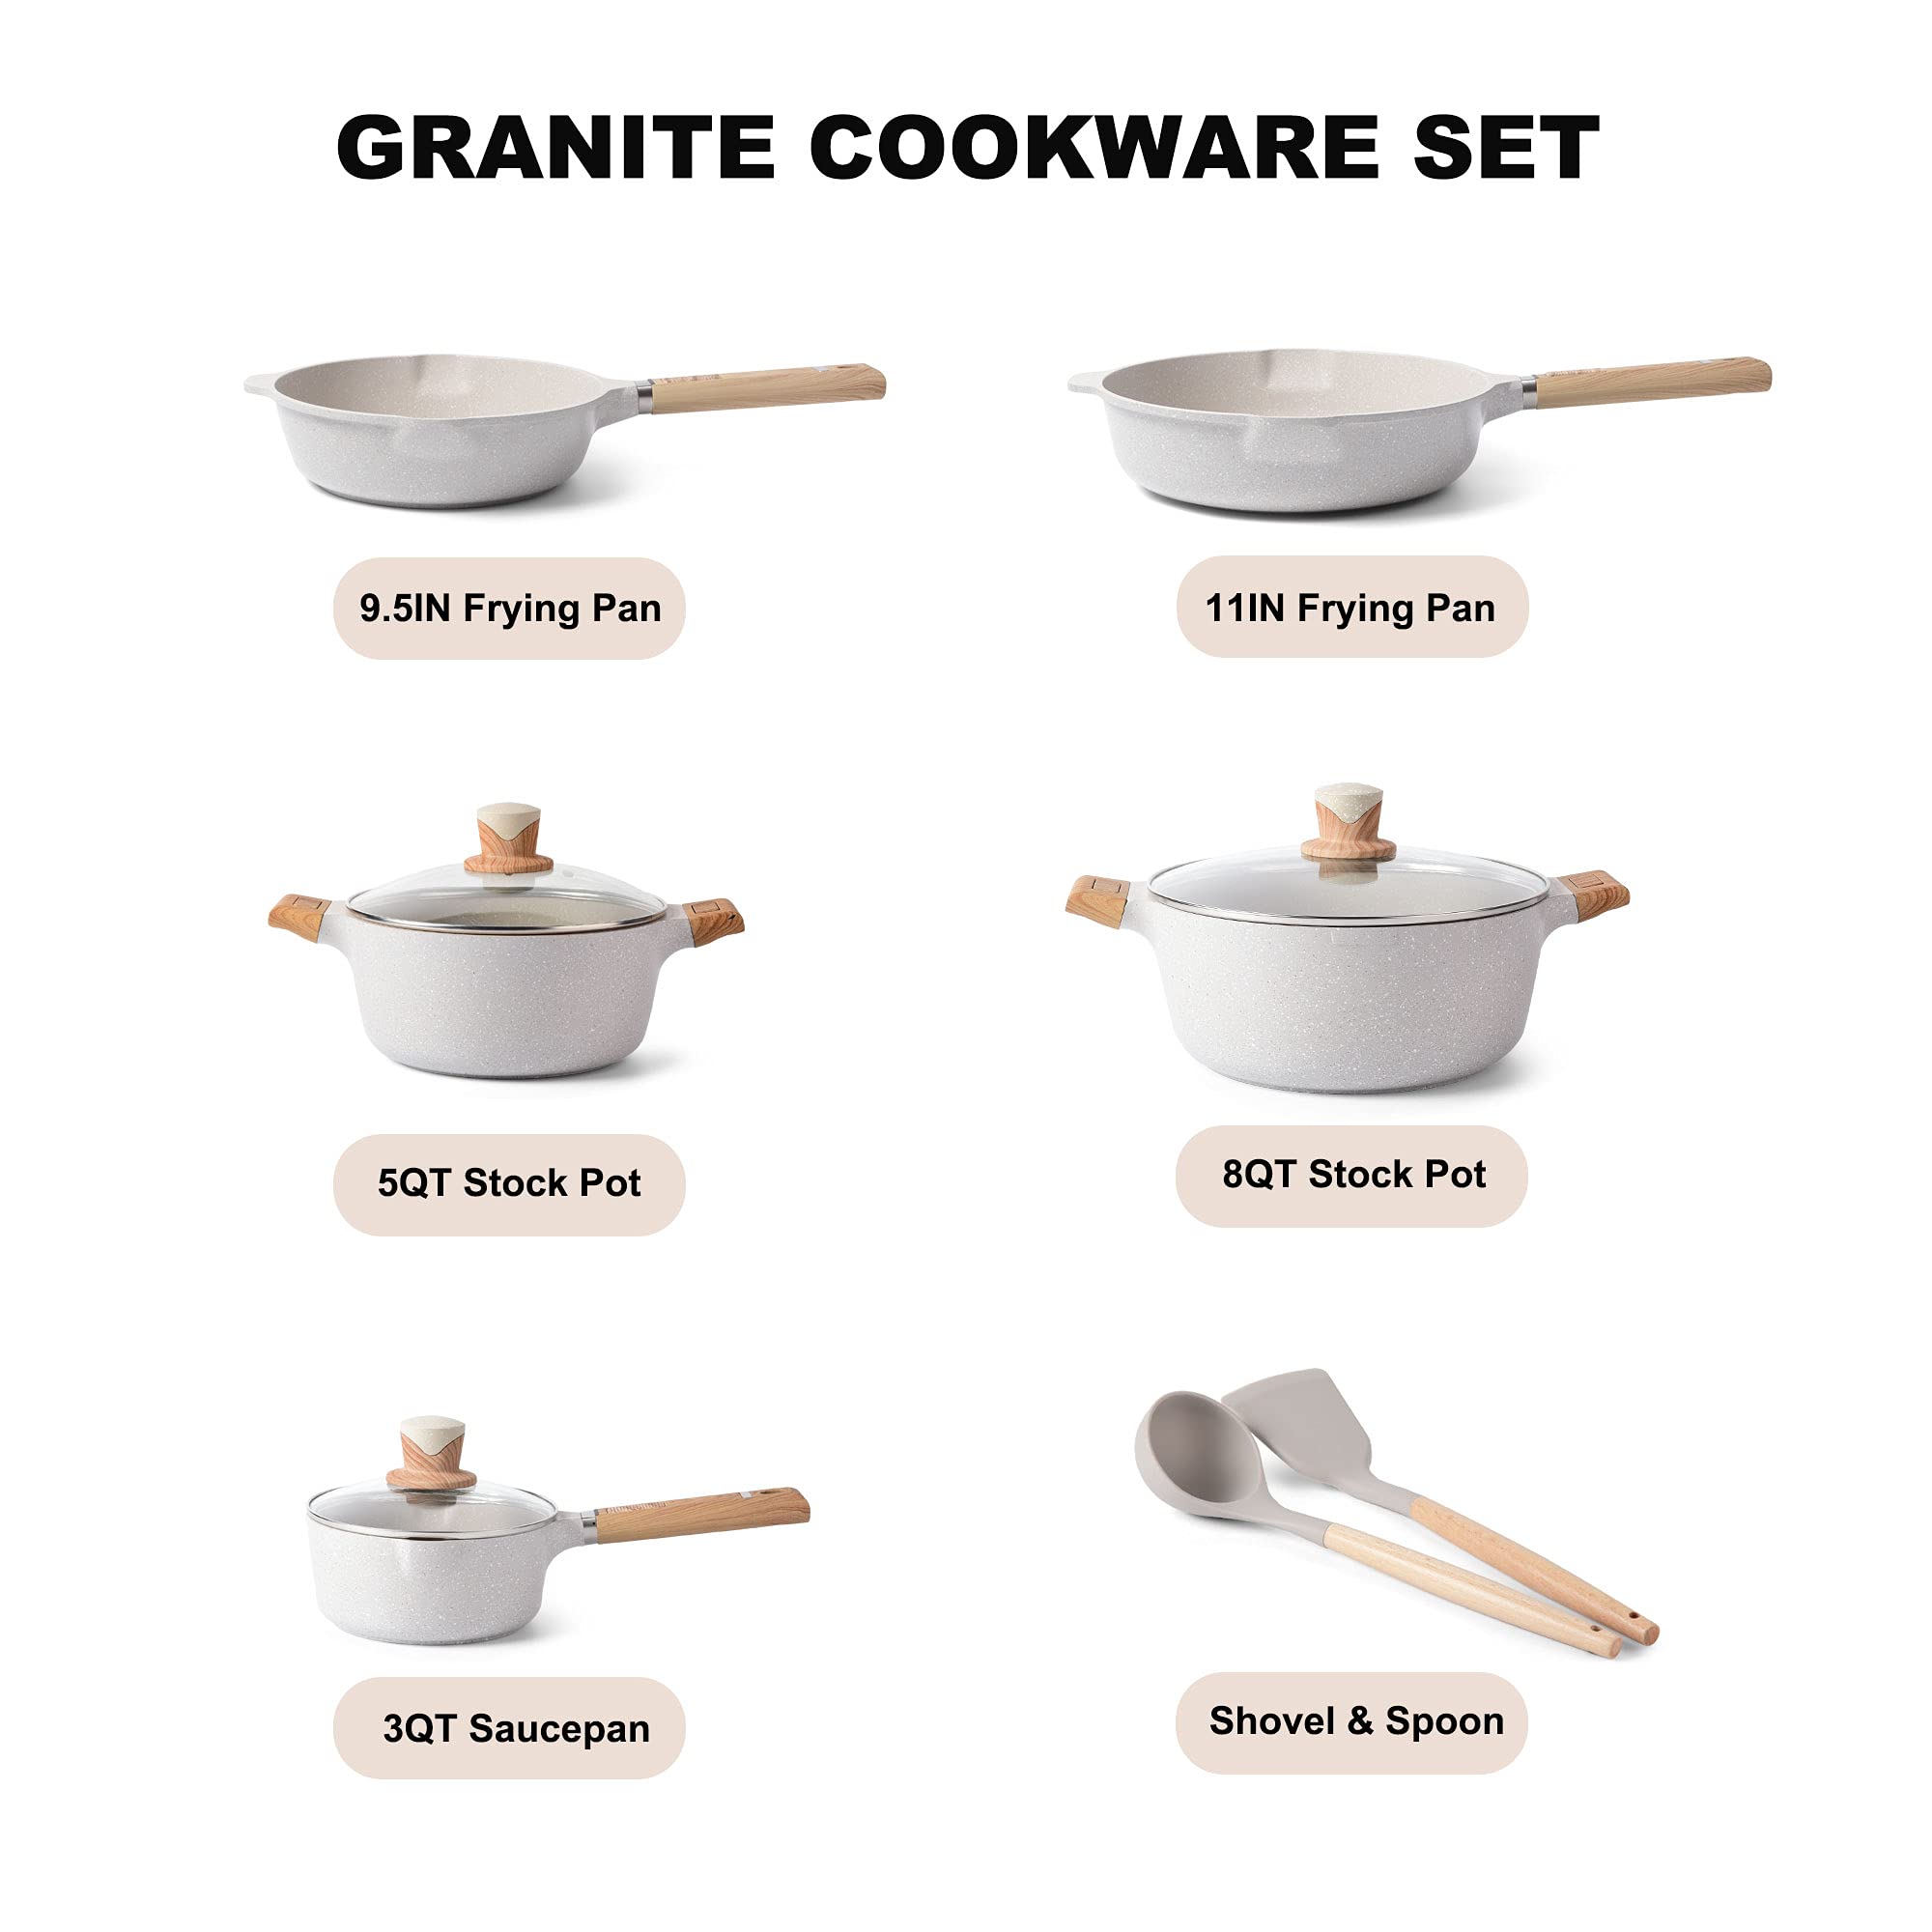 GRANITE COOKWARE SET
9.5IN Frying Pan
11IN Frying Pan
5QT Stock Pot
8QT Stock Pot
3QT Saucepan
Shovel & Spoon